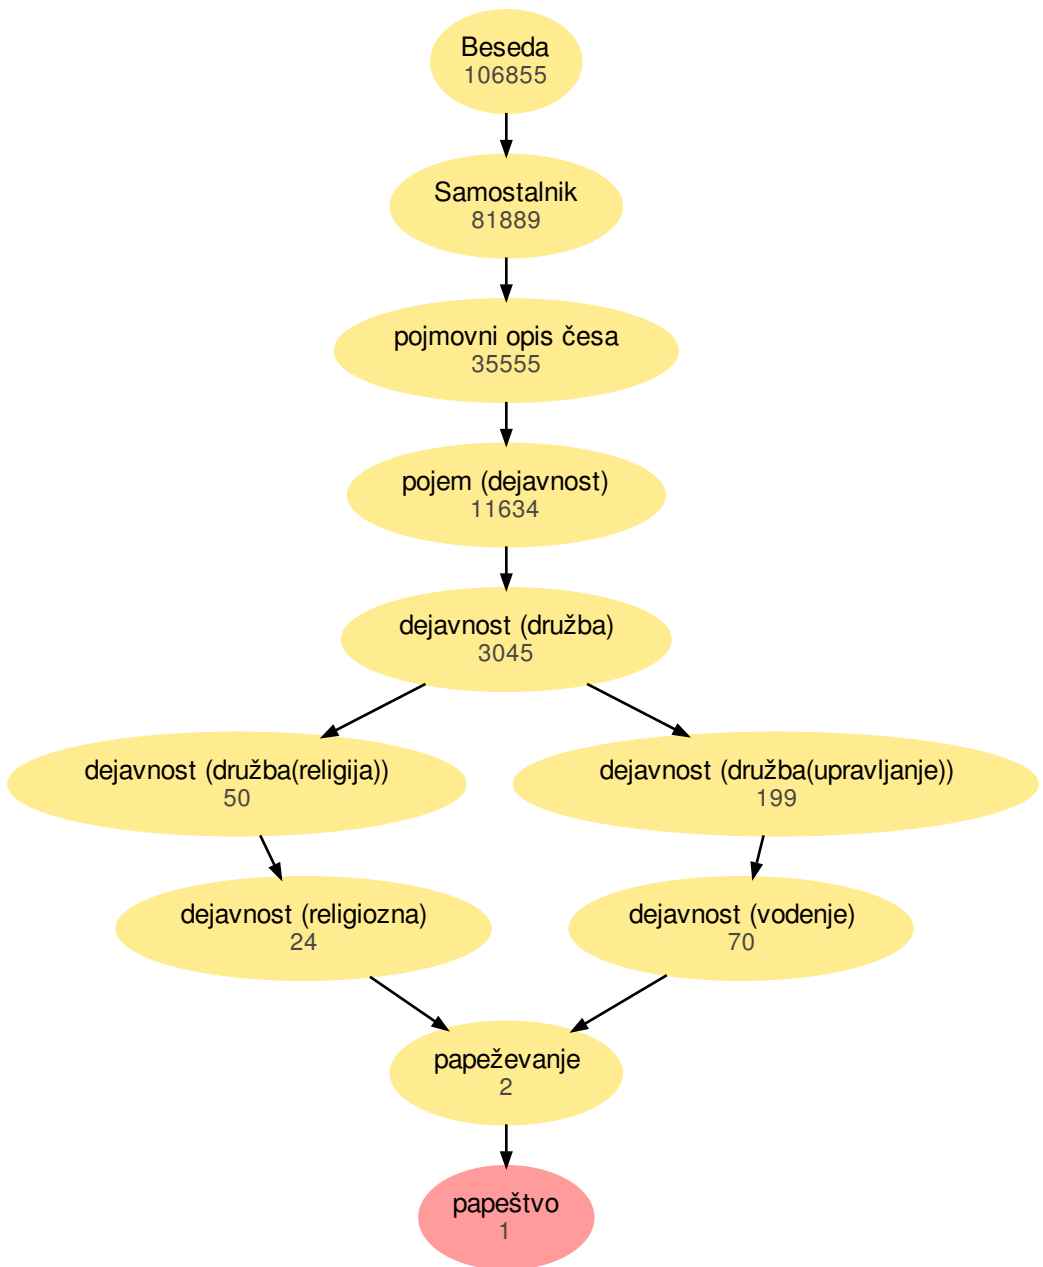 Beseda
106855
Samostalnik
81889
pojmovni opis česa
35555
pojem (dejavnost)
11634
dejavnost (družba)
3045
dejavnost (družba(religija))
50
dejavnost (družba(upravljanje))
199
dejavnost (religiozna)
24
dejavnost (vodenje)
70
papeževanje
2
papeštvo
1